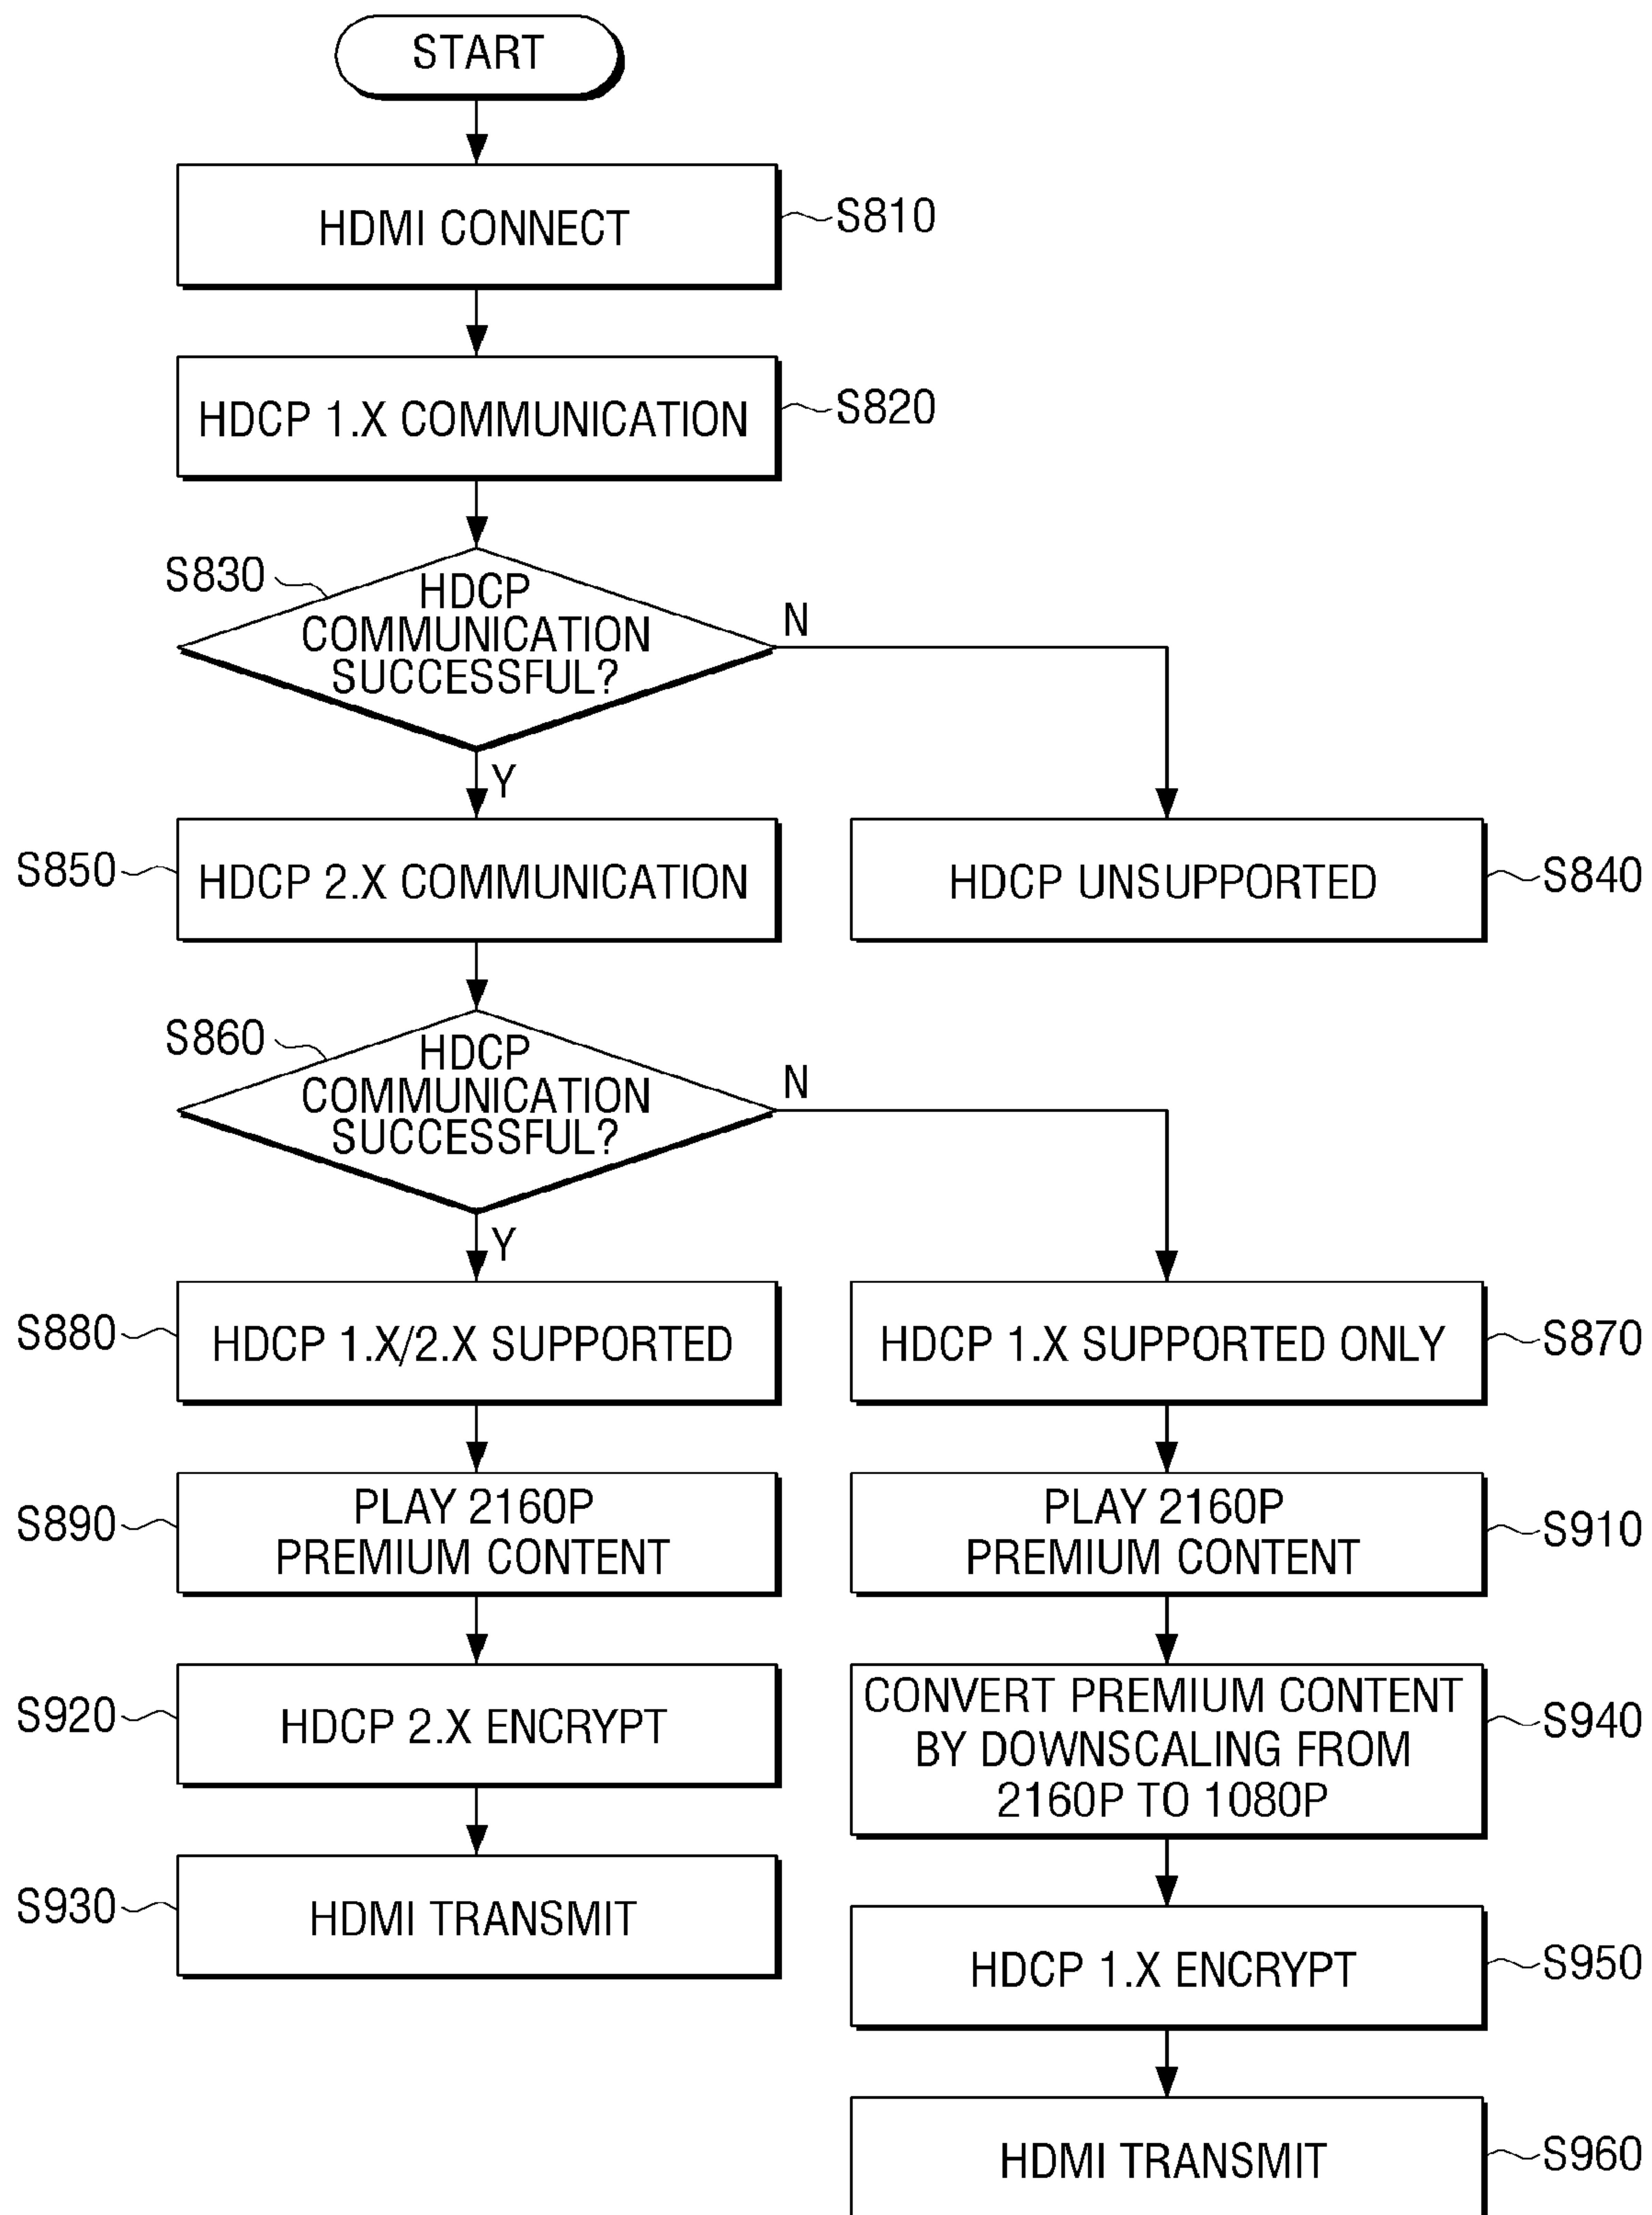 START
HDMI CONNECT
S810
HDCP 1.X COMMUNICATION
S820
S830
HDCP
COMMUNICATION
SUCCESSFUL?
N
Y
S850
HDCP 2.X COMMUNICATION
HDCP UNSUPPORTED
S840
S860
HDCP
COMMUNICATION
SUCCESSFUL?
N
Y
S880
HDCP 1.X/2.X SUPPORTED
HDCP 1.X SUPPORTED ONLY
S870
S890
PLAY 2160P
PREMIUM CONTENT
PLAY 2160P
PREMIUM CONTENT
S910
S920
HDCP 2.X ENCRYPT
CONVERT PREMIUM CONTENT
BY DOWNSCALING FROM
2160P TO 1080P
S940
S930
HDMI TRANSMIT
HDCP 1.X ENCRYPT
S950
HDMI TRANSMIT
S960